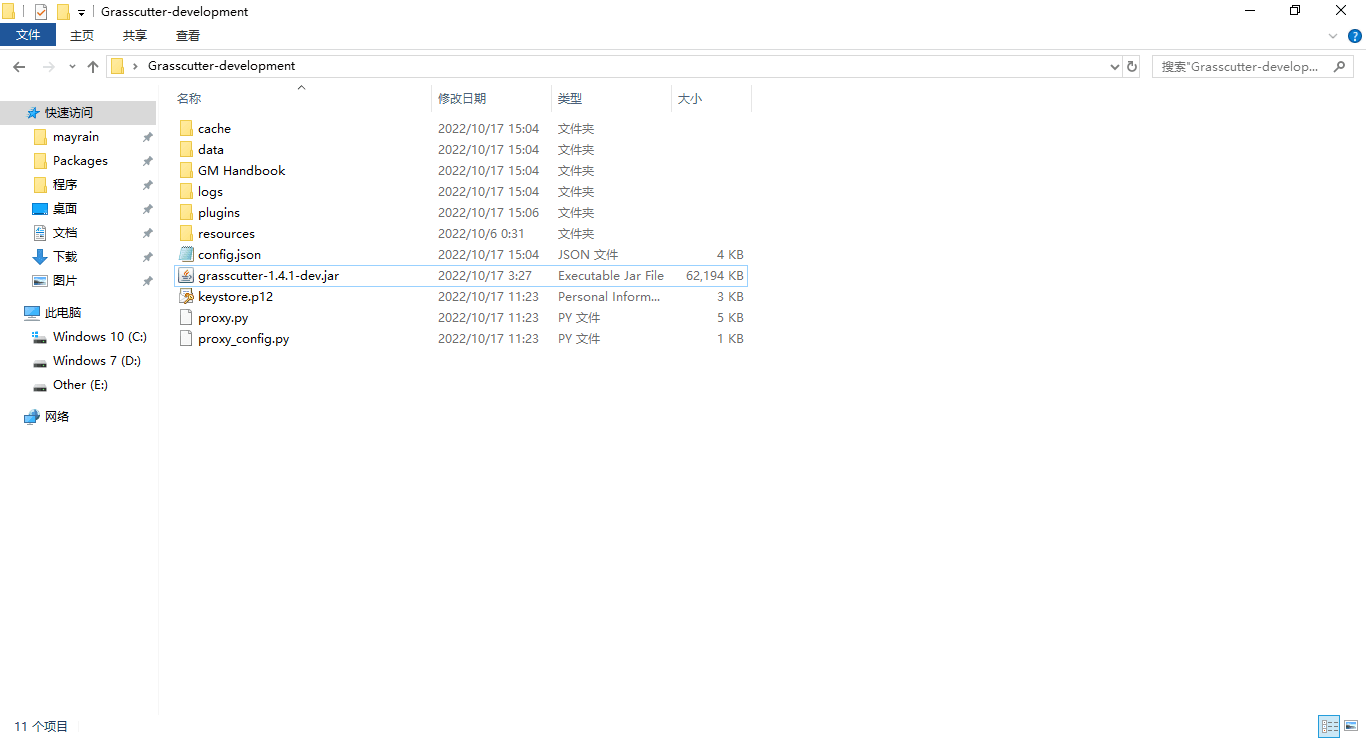 Grasscutter-development
文件 主页 共享 查看
Grasscutter-development 搜索"Grasscutter-develop...
名称 修改日期 类型 大小
快速访问
mayrain
Packages
程序
桌面
文档
下载
图片
此电脑
Windows 10 (C:)
Windows 7 (D:)
Other (E:)
网络
cache 2022/10/17 15:04 文件夹
data 2022/10/17 15:04 文件夹
GM Handbook 2022/10/17 15:04 文件夹
logs 2022/10/17 15:04 文件夹
plugins 2022/10/17 15:06 文件夹
resources 2022/10/6 0:31 文件夹
config.json 2022/10/17 15:04 JSON 文件 4 KB
grasscutter-1.4.1-dev.jar 2022/10/17 3:27 Executable Jar File 62,194 KB
keystore.p12 2022/10/17 11:23 Personal Inform... 3 KB
proxy.py 2022/10/17 11:23 PY 文件 5 KB
proxy_config.py 2022/10/17 11:23 PY 文件 1 KB
11 个项目